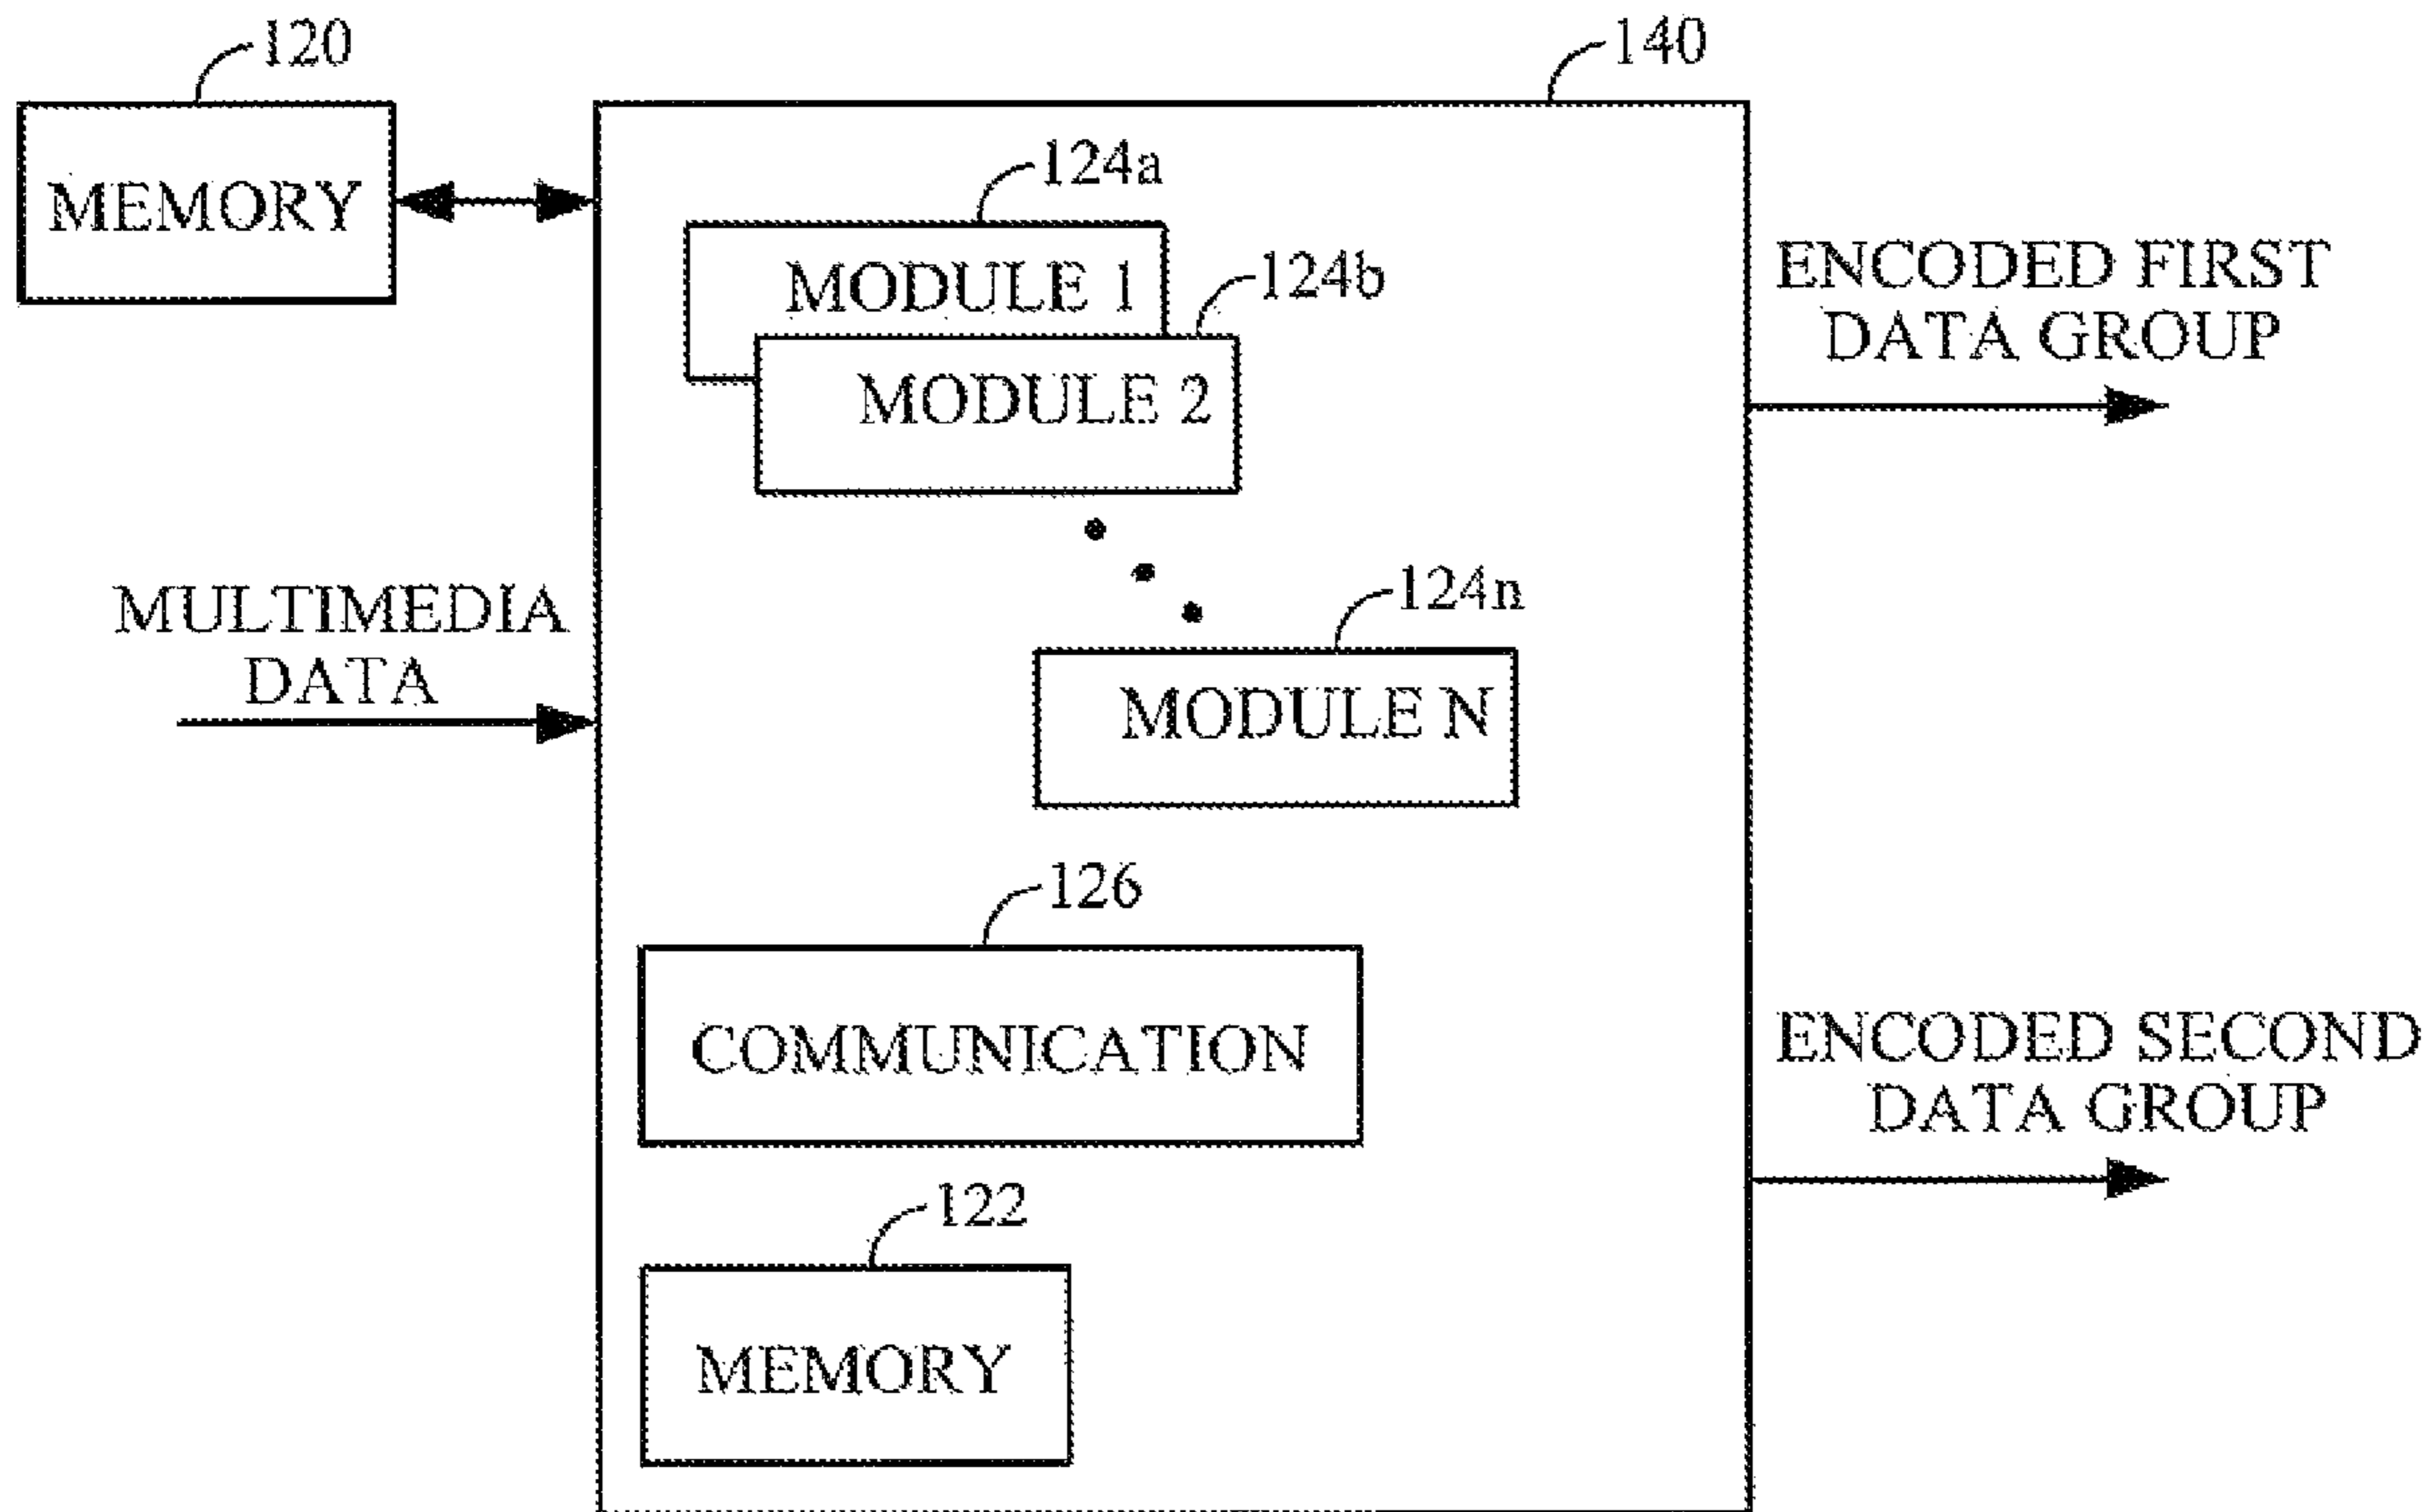 120
140
MEMORY
124a
MODULE 1
124b
MODULE 2
ENCODED FIRST
DATA GROUP
MULTIMEDIA
DATA
124n
MODULE N
126
COMMUNICATION
ENCODED SECOND
DATA GROUP
122
MEMORY